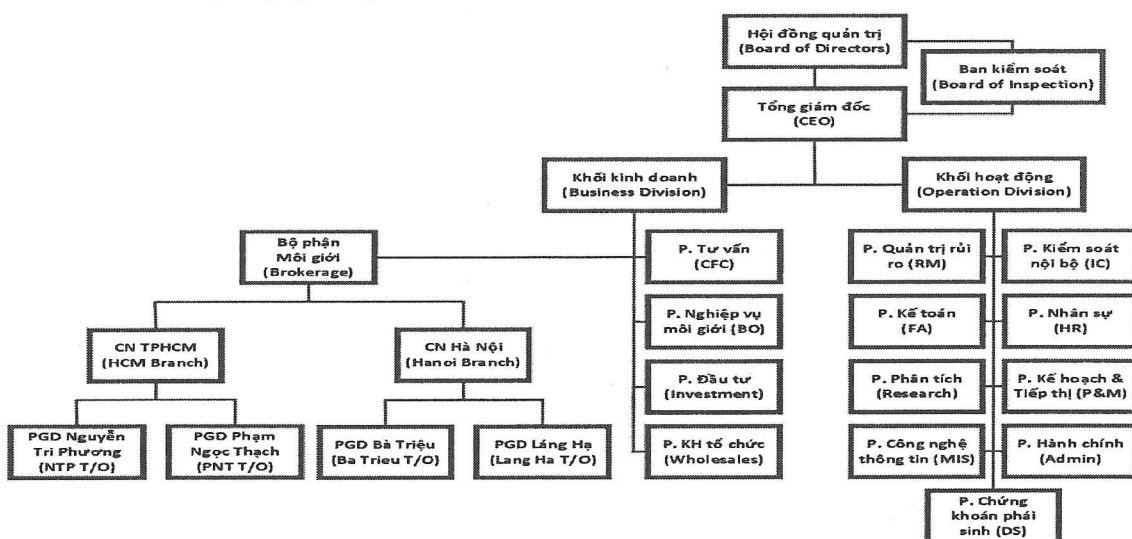 Hội đồng quản trị
(Board of Directors)
Ban kiểm soát
(Board of Inspection)
Tổng giám đốc
(CEO)
Khối kinh doanh
(Business Division)
Khối hoạt động
(Operation Division)
Bộ phận
Môi giới
(Brokerage)
P. Tư vấn
(CFC)
P. Quản trị rủi
ro (RM)
P. Kiểm soát
nội bộ (IC)
CN TPHCM
(HCM Branch)
CN Hà Nội
(Hanoi Branch)
P. Nghiệp vụ
môi giới (BO)
P. Kế toán
(FA)
P. Nhân sự
(HR)
P. Đầu tư
(Investment)
P. Phân tích
(Research)
P. Kế hoạch &
Tiếp thị (P&M)
PGD Nguyễn
Tri Phương
(NTP T/O)
PGD Phạm
Ngọc Thạch
(PNT T/O)
PGD Bà Triệu
(Ba Trieu T/O)
PGD Láng Hạ
(Lang Ha T/O)
P. KH tổ chức
(Wholesales)
P. Công nghệ
thông tin (MIS)
P. Hành chính
(Admin)
P. Chứng
khoán phái
sinh (DS)